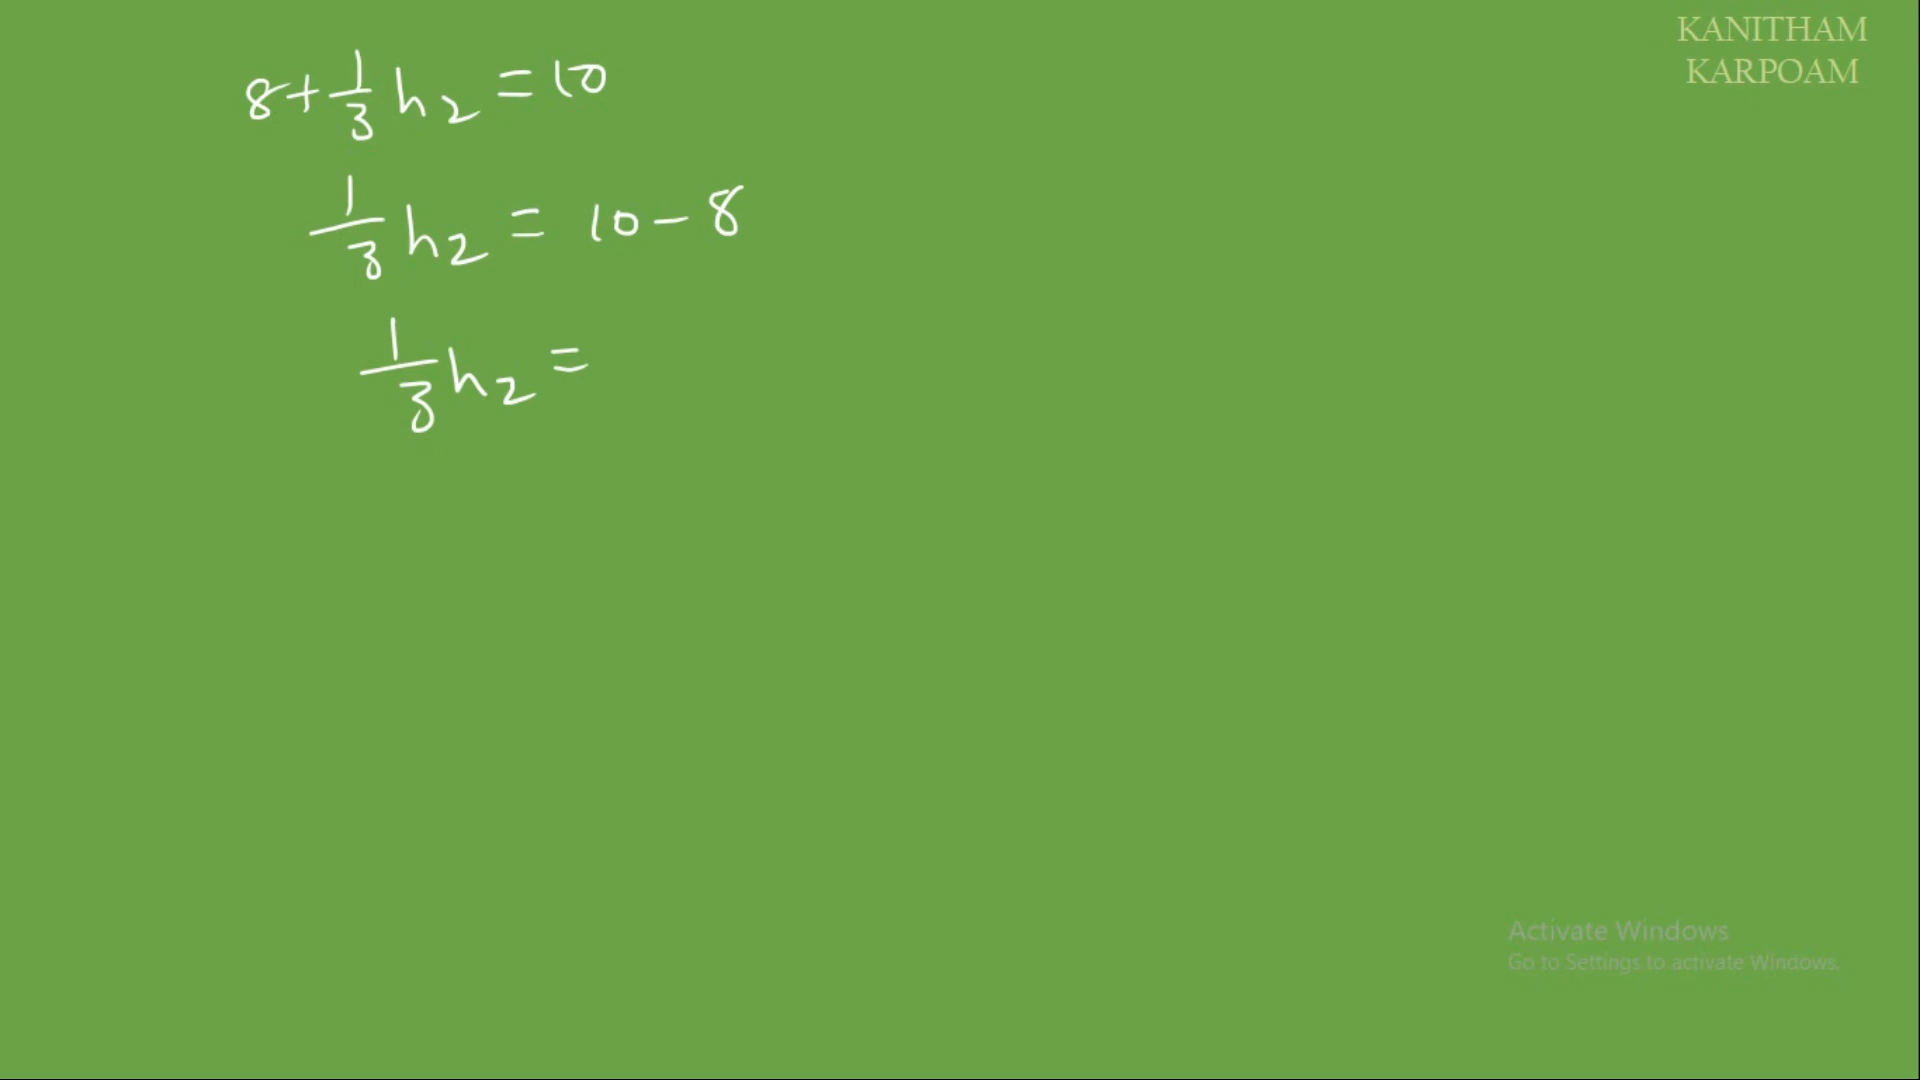 KANITHAM
KARPOAM
8 + 1/3 h₂ = 10
1/3 h₂ = 10 - 8
1/3 h₂ =
Activate Windows
Go to Settings to activate Windows.